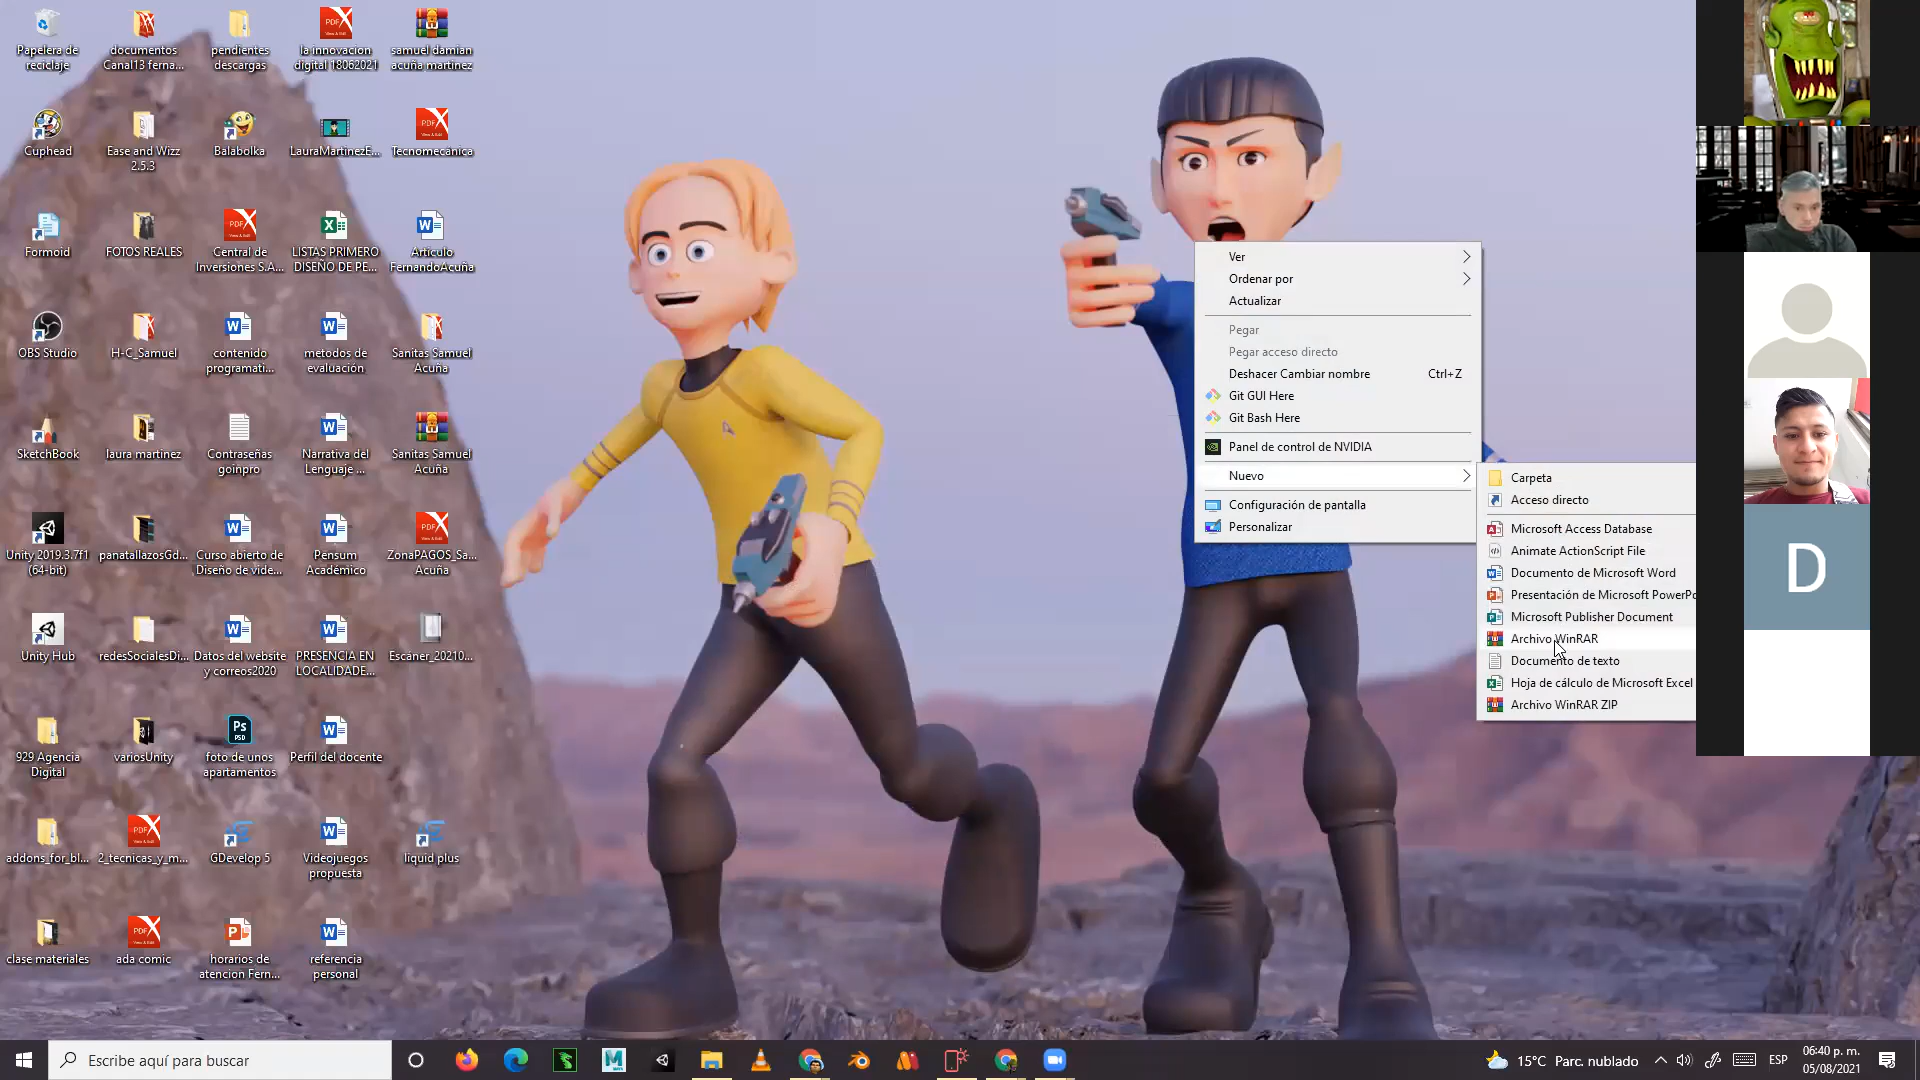 Papelera de
reciclaje
documentos
Canal13 ferna...
pendientes
descargas
la innovacion
digital 18062021
samuel damian
acuña martinez
Cuphead
Ease and Wizz
2.5.3
Balabolka
LauraMartinezE...
Tecnomecanica
Formoid
FOTOS REALES
Central de
Inversiones S.A...
LISTAS PRIMERO
DISEÑO DE PE...
Articulo
FernandoAcuña
OBS Studio
H-C_Samuel
contenido
programati...
metodos de
evaluación
Sanitas Samuel
Acuña
SketchBook
laura martinez
Contraseñas
goinpro
Narrativa del
Lenguaje ...
Sanitas Samuel
Acuña
Unity 2019.3.7f1
(64-bit)
panatallazosGd...
Curso abierto de
Diseño de vide...
Pensum
Académico
ZonaPAGOS_Sa...
Acuña
Unity Hub
redesSocialesDi...
Datos del website
y correos2020
PRESENCIA EN
LOCALIDADE...
Escáner_20210...
929 Agencia
Digital
variosUnity
foto de unos
apartamentos
Perfil del docente
addons_for_bl...
2_tecnicas_y_m...
GDevelop 5
Videojuegos
propuesta
liquid plus
clase materiales
ada comic
horarios de
atencion Fern...
referencia
personal
Ver
Ordenar por
Actualizar
Pegar
Pegar acceso directo
Deshacer Cambiar nombre Ctrl+Z
Git GUI Here
Git Bash Here
Panel de control de NVIDIA
Nuevo
Configuración de pantalla
Personalizar
Carpeta
Acceso directo
Microsoft Access Database
Animate ActionScript File
Documento de Microsoft Word
Presentación de Microsoft PowerPo
Microsoft Publisher Document
Archivo WinRAR
Documento de texto
Hoja de cálculo de Microsoft Excel
Archivo WinRAR ZIP
D
Escribe aquí para buscar
15°C Parc. nublado
ESP
06:40 p. m.
05/08/2021